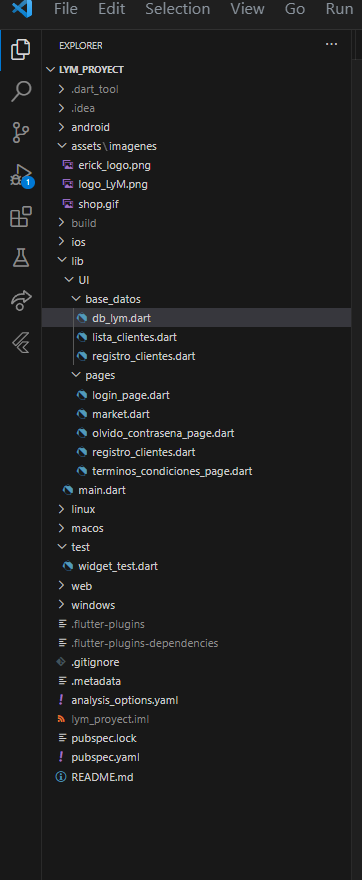 File Edit Selection View Go Run
EXPLORER ...
LYM_PROYECT
.dart_tool
.idea
android
assets\imagenes
erick_logo.png
logo_LyM.png
shop.gif
build
ios
lib
UI
base_datos
db_lym.dart
lista_clientes.dart
registro_clientes.dart
pages
login_page.dart
market.dart
olvido_contrasena_page.dart
registro_clientes.dart
terminos_condiciones_page.dart
main.dart
linux
macos
test
widget_test.dart
web
windows
.flutter-plugins
.flutter-plugins-dependencies
.gitignore
.metadata
analysis_options.yaml
lym_proyect.iml
pubspec.lock
pubspec.yaml
README.md
1